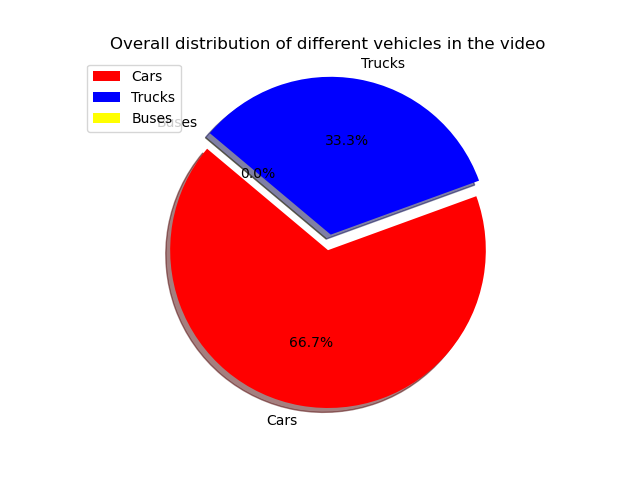 Overall distribution of different vehicles in the video
Trucks
Cars
Trucks
Buses
Buses
33.3%
0.0%
66.7%
Cars